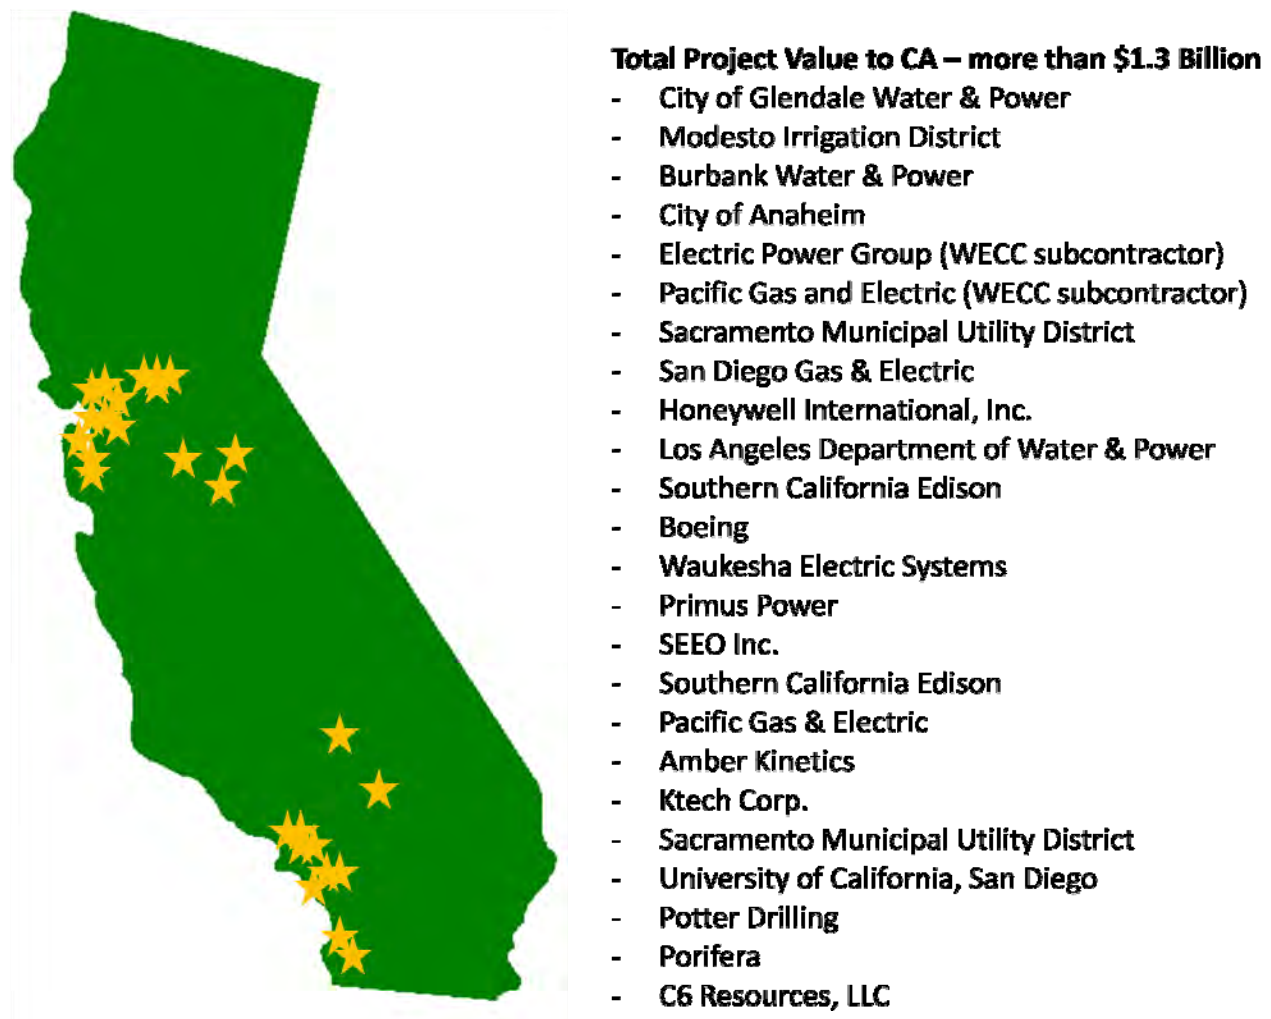 Total Project Value to CA – more than $1.3 Billion
- City of Glendale Water & Power
- Modesto Irrigation District
- Burbank Water & Power
- City of Anaheim
- Electric Power Group (WECC subcontractor)
- Pacific Gas and Electric (WECC subcontractor)
- Sacramento Municipal Utility District
- San Diego Gas & Electric
- Honeywell International, Inc.
- Los Angeles Department of Water & Power
- Southern California Edison
- Boeing
- Waukesha Electric Systems
- Primus Power
- SEEO Inc.
- Southern California Edison
- Pacific Gas & Electric
- Amber Kinetics
- Ktech Corp.
- Sacramento Municipal Utility District
- University of California, San Diego
- Potter Drilling
- Porifera
- C6 Resources, LLC